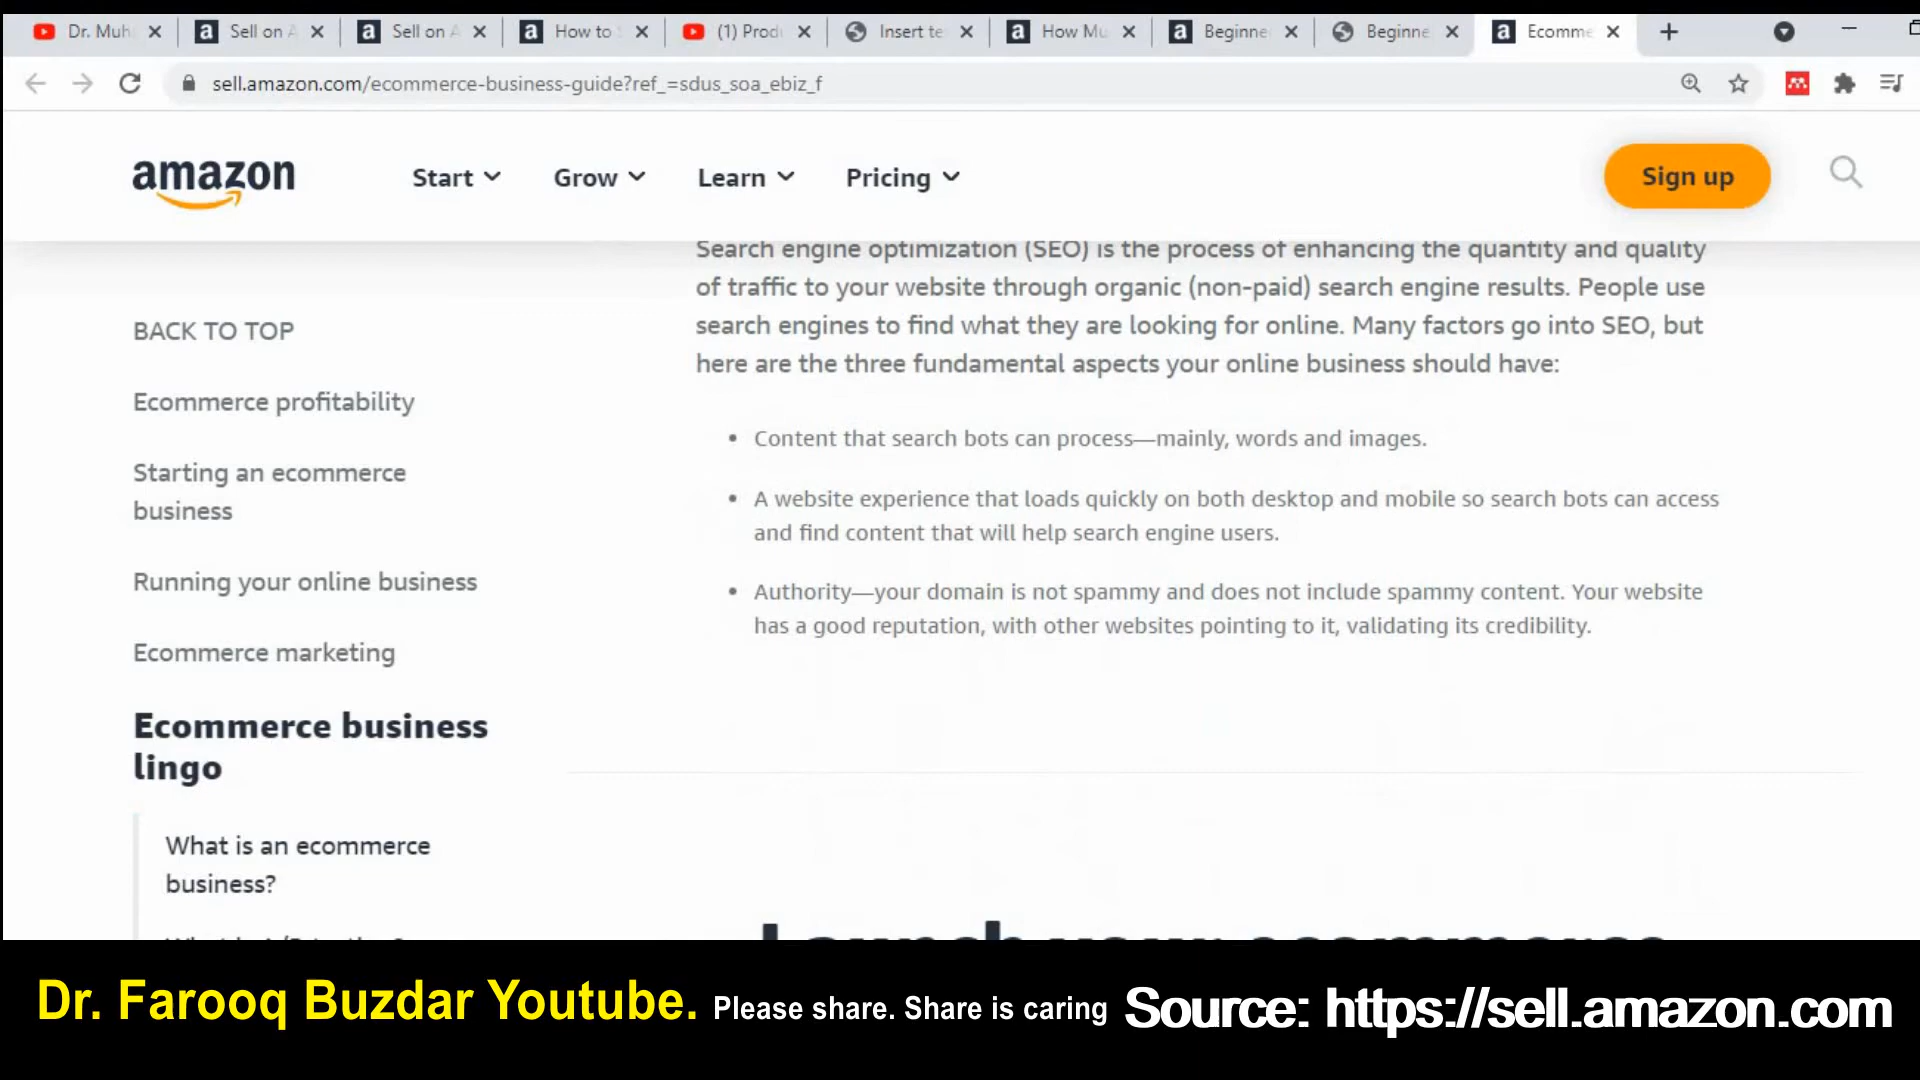 Dr. Muh
Sell on A
Sell on A
How to S
(1) Prod
Insert te
How Mu
Beginne
Beginne
Ecomme
sell.amazon.com/ecommerce-business-guide?ref_=sdus_soa_ebiz_f
amazon
Start
Grow
Learn
Pricing
Sign up
BACK TO TOP
Ecommerce profitability
Starting an ecommerce
business
Running your online business
Ecommerce marketing
Ecommerce business
lingo
What is an ecommerce
business?
Search engine optimization (SEO) is the process of enhancing the quantity and quality
of traffic to your website through organic (non-paid) search engine results. People use
search engines to find what they are looking for online. Many factors go into SEO, but
here are the three fundamental aspects your online business should have:
• Content that search bots can process—mainly, words and images.
• A website experience that loads quickly on both desktop and mobile so search bots can access
and find content that will help search engine users.
• Authority—your domain is not spammy and does not include spammy content. Your website
has a good reputation, with other websites pointing to it, validating its credibility.
Launch your ecommerce
Dr. Farooq Buzdar Youtube. Please share. Share is caring Source: https://sell.amazon.com